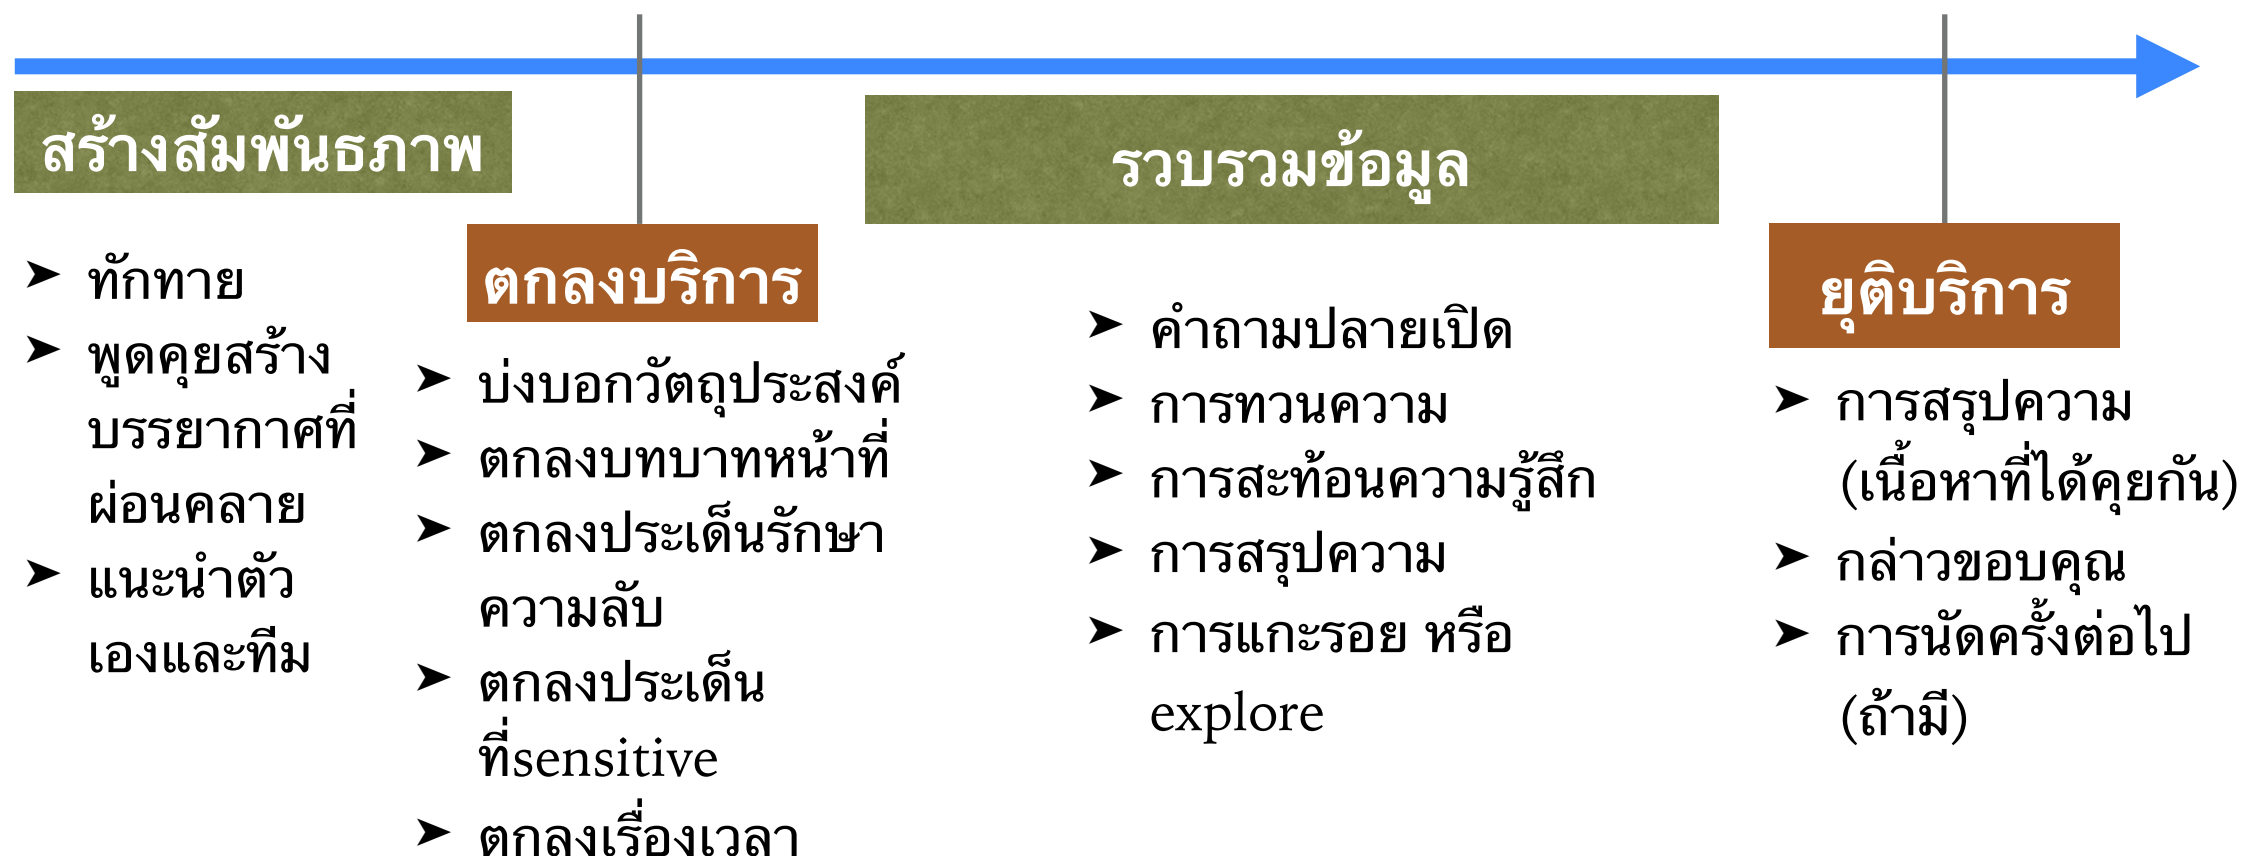 สร้างสัมพันธภาพ
ทักทาย
พูดคุยสร้าง
บรรยากาศที่
ผ่อนคลาย
แนะนำตัว
เองและทีม
ตกลงบริการ
บ่งบอกวัตถุประสงค์
ตกลงบทบาทหน้าที่
ตกลงประเด็นรักษา
ความลับ
ตกลงประเด็น
ที่sensitive
ตกลงเรื่องเวลา
รวบรวมข้อมูล
คำถามปลายเปิด
การทวนความ
การสะท้อนความรู้สึก
การสรุปความ
การแกะรอย หรือ
explore
ยุติบริการ
การสรุปความ
(เนื้อหาที่ได้คุยกัน)
กล่าวขอบคุณ
การนัดครั้งต่อไป
(ถ้ามี)